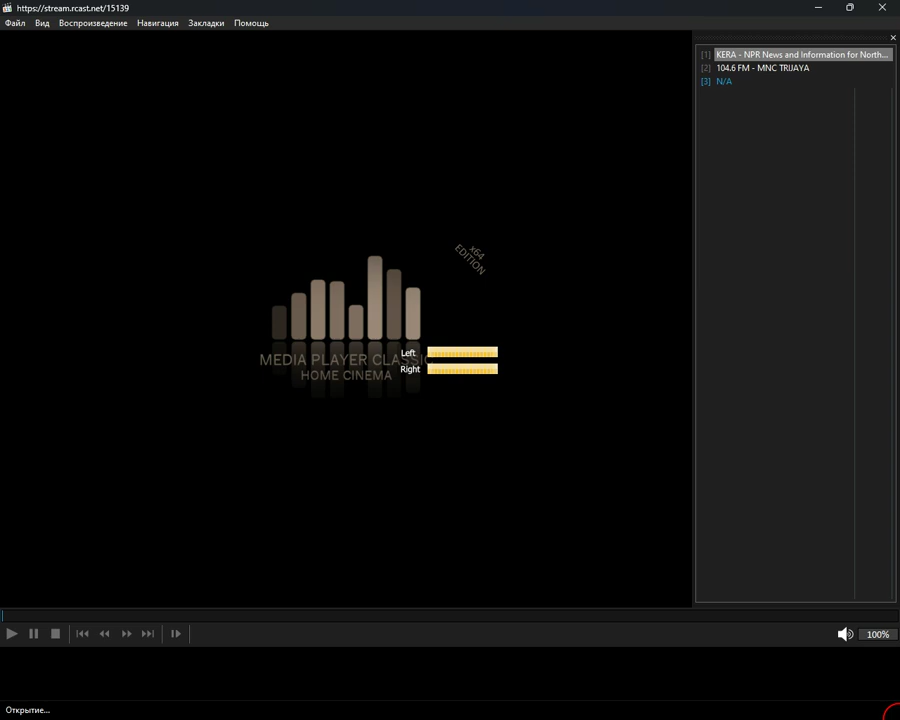 https://stream.rcast.net/15139
Файл Вид Воспроизведение Навигация Закладки Помощь
[1] KERA - NPR News and Information for North...
[2] 104.6 FM - MNC TRIJAYA
[3] N/A
x64
EDITION
MEDIA PLAYER CLASSIC
HOME CINEMA
Left
Right
100%
Открытие...